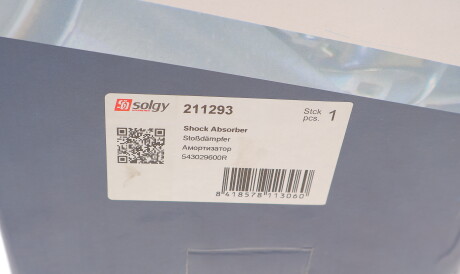 solgy
211293
Stck
pcs. 1
Shock Absorber
Stoßdämpfer
Амортизатор
543029600R
8 418578 113060